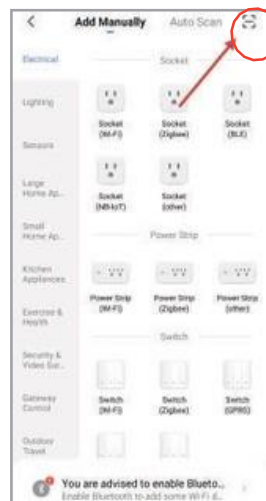 Add Manually Auto Scan
Electrical
Socket
Lighting
Socket
(Wi-Fi)
Socket
(Zigbee)
Socket
(BLE)
Sensors
Large
Home Ap...
Socket
(NB-IoT)
Socket
(other)
Small
Home Ap...
Power Strip
Kitchen
Appliances
Power Strip
(Wi-Fi)
Power Strip
(Zigbee)
Power Strip
(other)
Exercise &
Health
Switch
Security &
Video Sur...
Gateway
Control
Switch
(Wi-Fi)
Switch
(Zigbee)
Switch
(GPRS)
Outdoor
Travel
You are advised to enable Blueto...
Enable Bluetooth to add some Wi-Fi d...